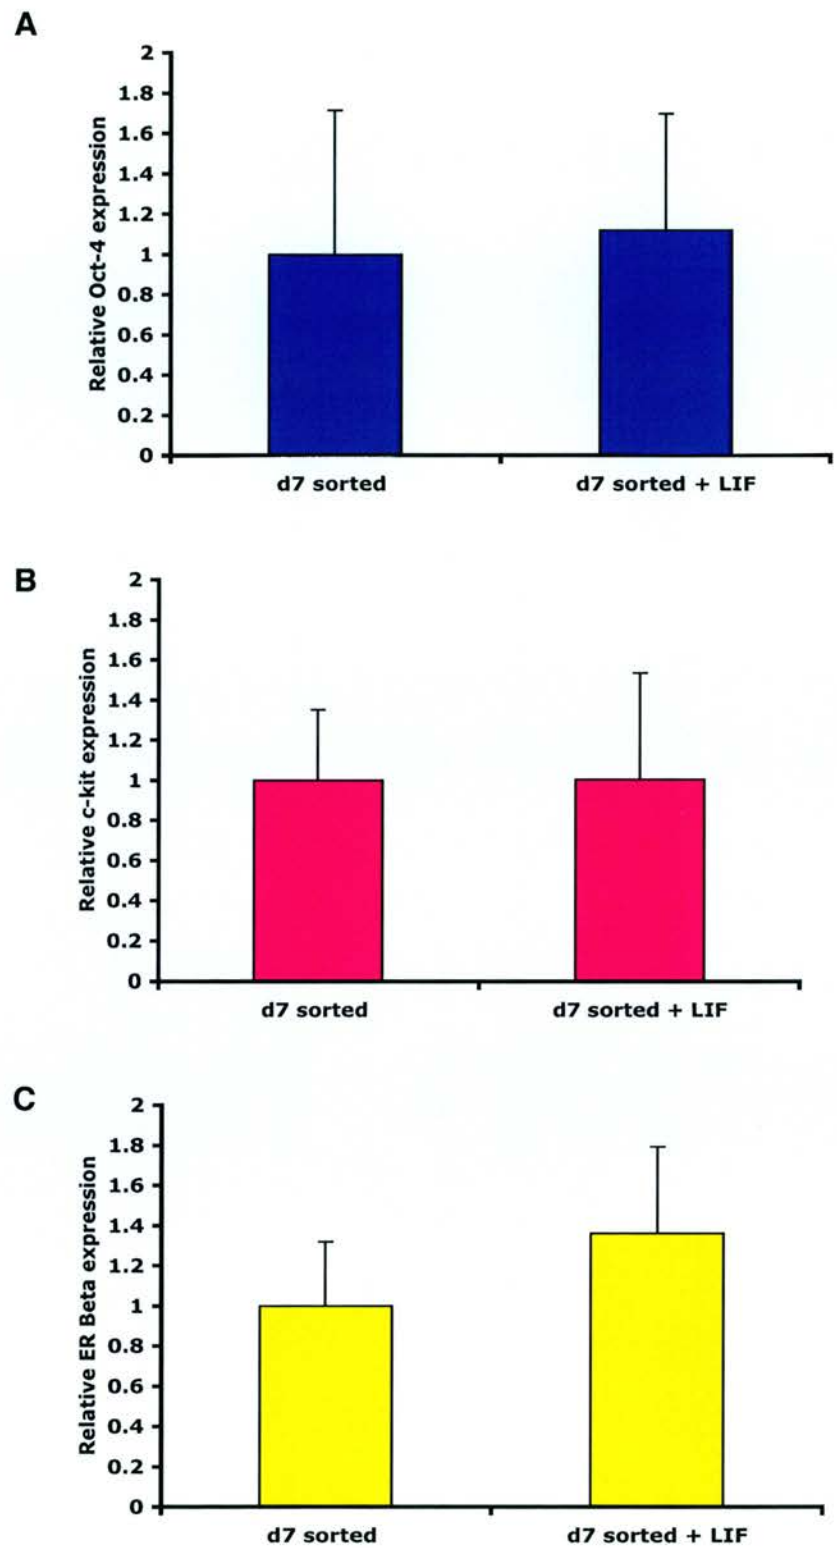 A
2
1.8
1.6
1.4
1.2
1
0.8
0.6
0.4
0.2
0
Relative Oct-4 expression
d7 sorted
d7 sorted + LIF
B
2
1.8
1.6
1.4
1.2
1
0.8
0.6
0.4
0.2
0
Relative c-kit expression
d7 sorted
d7 sorted + LIF
C
2
1.8
1.6
1.4
1.2
1
0.8
0.6
0.4
0.2
0
Relative ER Beta expression
d7 sorted
d7 sorted + LIF